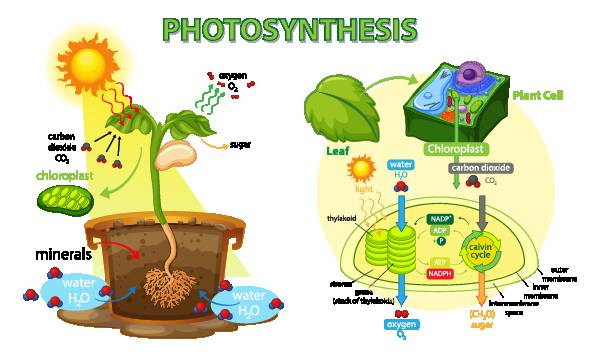 PHOTOSYNTHESIS
oxygen
O2
carbon
dioxide
CO2
sugar
chloroplast
minerals
water
H2O
water
H2O
Leaf
Plant Cell
Chloroplast
water
H2O
carbon dioxide
CO2
light
thylakoid
NADP+
ADP
+ P
ATP
NADPH
calvin
cycle
stroma
grana
(stack of thylakoids)
outer
membrane
inner
membrane
intermembrane
space
oxygen
O2
(CH2O)
sugar